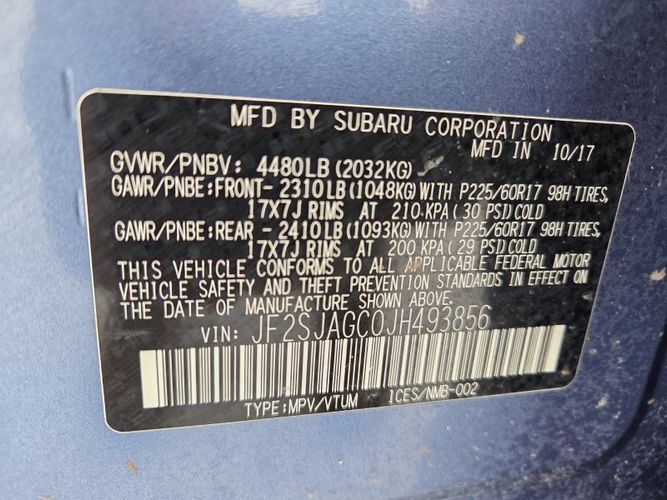 MFD BY SUBARU CORPORATION
MFD IN 10/17
GVWR/PNBV: 4480LB(2032KG)
GAWR/PNBE:FRONT- 2310LB(1048KG)WITH P225/60R17 98H TIRES,
17X7J RIMS AT 210 KPA( 30 PSI)COLD
GAWR/PNBE:REAR - 2410LB(1093KG)WITH P225/60R17 98H TIRES,
17X7J RIMS AT 200 KPA( 29 PSI)COLD
THIS VEHICLE CONFORMS TO ALL APPLICABLE FEDERAL MOTOR
VEHICLE SAFETY AND THEFT PREVENTION STANDARDS IN EFFECT ON
THE DATE OF MANUFACTURE SHOWN ABOVE.
VIN: JF2SJAGC0JH493856
TYPE:MPV/VTUM ICES/NMB-002